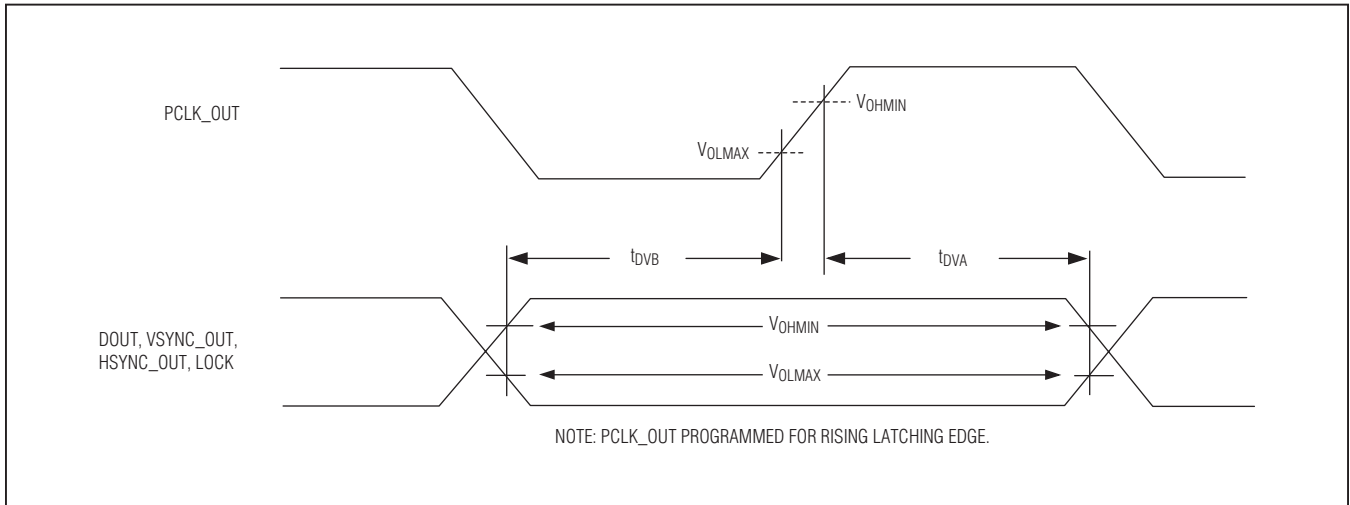 PCLK_OUT
VOHMIN
VOLMAX
tDVB
tDVA
DOUT, VSYNC_OUT,
HSYNC_OUT, LOCK
VOHMIN
VOLMAX
NOTE: PCLK_OUT PROGRAMMED FOR RISING LATCHING EDGE.